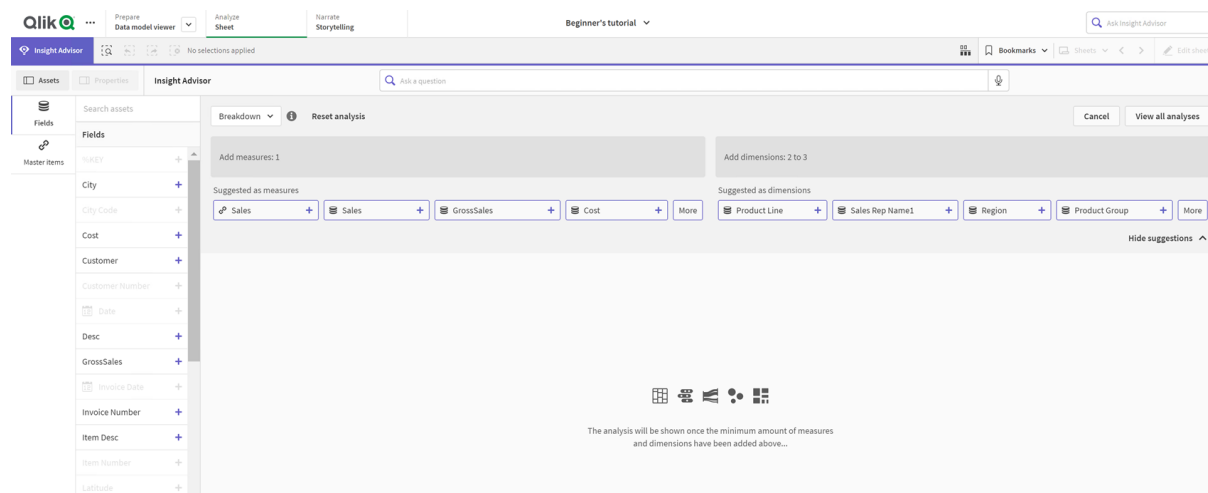 Qlik
Prepare
Data model viewer
Analyze
Sheet
Narrate
Storytelling
Beginner's tutorial
Ask Insight Advisor
Insight Advisor
No selections applied
Bookmarks
Sheets
Edit sheet
Assets
Properties
Insight Advisor
Ask a question
Fields
Master items
Search assets
Fields
%KEY
City
City Code
Cost
Customer
Customer Number
Date
Desc
GrossSales
Invoice Date
Invoice Number
Item Desc
Item Number
Latitude
Breakdown
Reset analysis
Cancel
View all analyses
Add measures: 1
Add dimensions: 2 to 3
Suggested as measures
Sales
Sales
GrossSales
Cost
More
Suggested as dimensions
Product Line
Sales Rep Name1
Region
Product Group
More
Hide suggestions
The analysis will be shown once the minimum amount of measures
and dimensions have been added above...